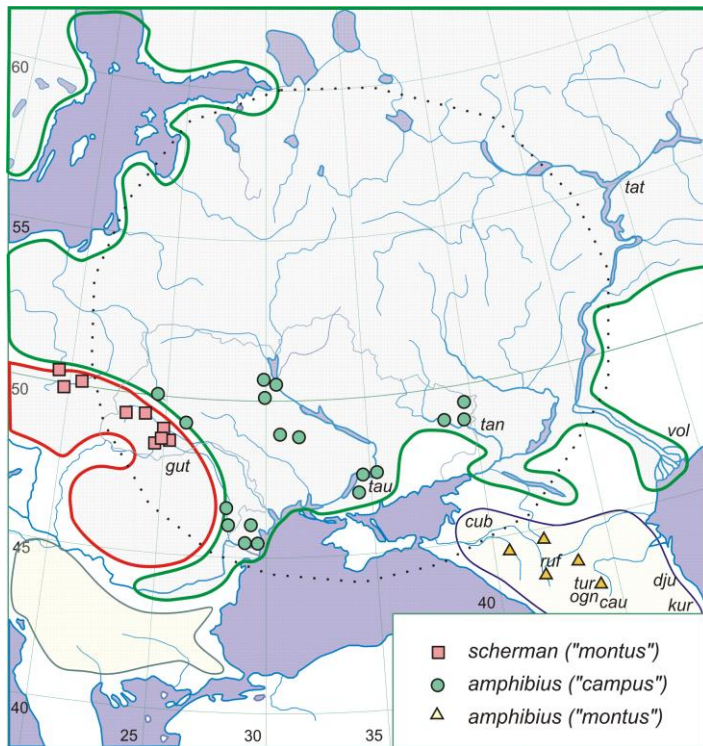 60
tat
55
50
vol
tan
gut
tau
cub
45
ruf
dju
tur
ogn cau
kur
40
scherman ("montus")
amphibius ("campus")
40
25 30 35
amphibius ("montus")